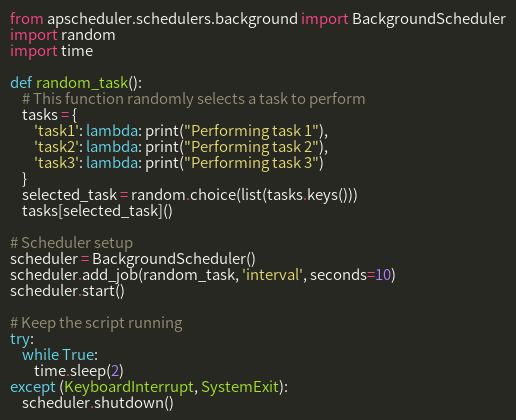 from apscheduler.schedulers.background import BackgroundScheduler
import random
import time

def random_task():
    # This function randomly selects a task to perform
    tasks = {
        'task1': lambda: print("Performing task 1"),
        'task2': lambda: print("Performing task 2"),
        'task3': lambda: print("Performing task 3")
    }
    selected_task = random.choice(list(tasks.keys()))
    tasks[selected_task]()

# Scheduler setup
scheduler = BackgroundScheduler()
scheduler.add_job(random_task, 'interval', seconds=10)
scheduler.start()

# Keep the script running
try:
    while True:
        time.sleep(2)
except (KeyboardInterrupt, SystemExit):
    scheduler.shutdown()